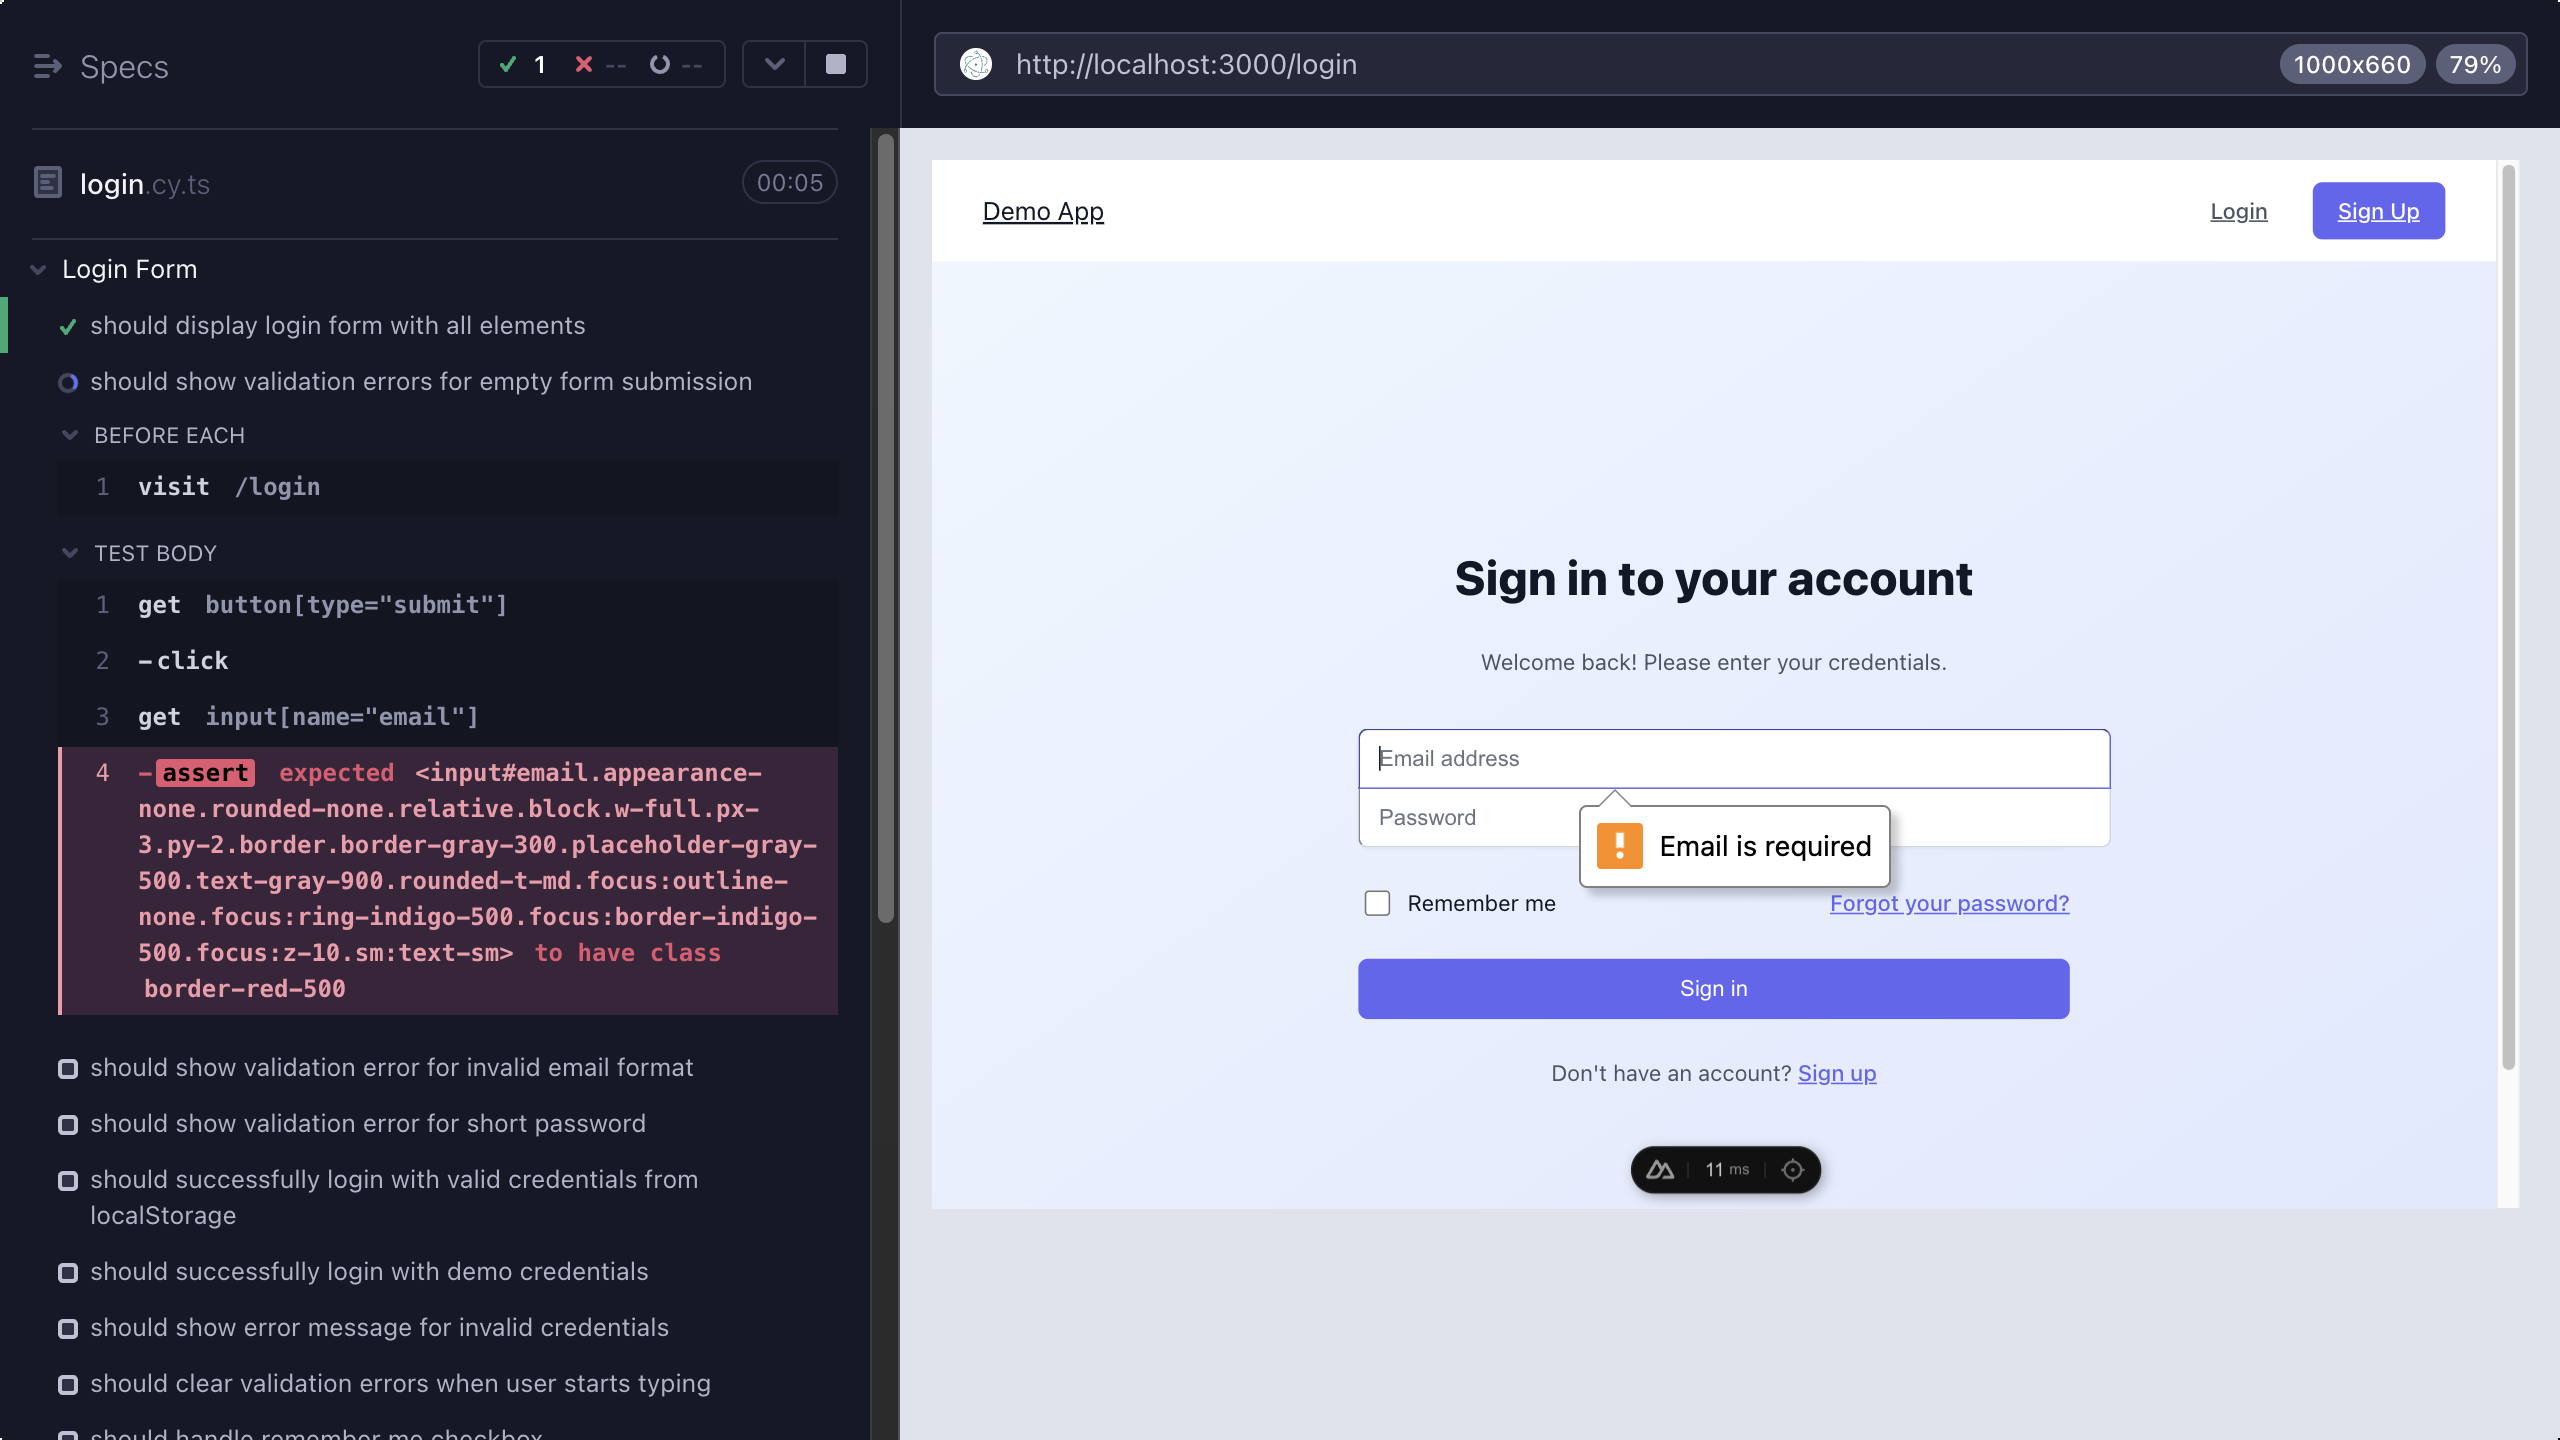 Specs
1 -- --
login.cy.ts 00:05
Login Form
should display login form with all elements
should show validation errors for empty form submission
BEFORE EACH
1 visit /login
TEST BODY
1 get button[type="submit"]
2 -click
3 get input[name="email"]
4 -assert expected <input#email.appearance-
none.rounded-none.relative.block.w-full.px-
3.py-2.border.border-gray-300.placeholder-gray-
500.text-gray-900.rounded-t-md.focus:outline-
none.focus:ring-indigo-500.focus:border-indigo-
500.focus:z-10.sm:text-sm> to have class
border-red-500
should show validation error for invalid email format
should show validation error for short password
should successfully login with valid credentials from
localStorage
should successfully login with demo credentials
should show error message for invalid credentials
should clear validation errors when user starts typing
should handle remember me checkbox
http://localhost:3000/login 1000x660 79%
Demo App Login Sign Up
Sign in to your account
Welcome back! Please enter your credentials.
Email address
Password
Email is required
Remember me Forgot your password?
Sign in
Don't have an account? Sign up
11 ms